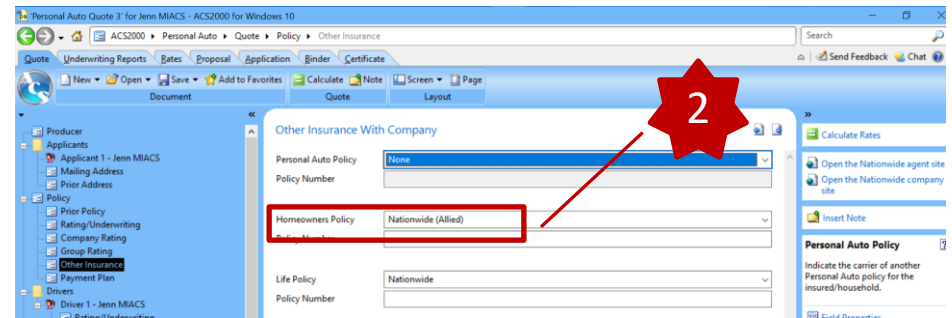 'Personal Auto Quote 3' for Jenn MIACS - ACS2000 for Windows 10
ACS2000 ▸ Personal Auto ▸ Quote ▸ Policy ▸ Other Insurance
Search
Quote Underwriting Reports Rates Proposal Application Binder Certificate
Send Feedback Chat
New Open Save Add to Favorites Calculate Note Screen Page
Document Quote Layout
2
Producer
Applicants
Applicant 1 - Jenn MIACS
Mailing Address
Prior Address
Policy
Prior Policy
Rating/Underwriting
Company Rating
Group Rating
Other Insurance
Payment Plan
Drivers
Driver 1 - Jenn MIACS
Rating/Underwriting
Other Insurance With Company
Personal Auto Policy None
Policy Number
Homeowners Policy Nationwide (Allied)
Policy Number
Life Policy Nationwide
Policy Number
Calculate Rates
Open the Nationwide agent site
Open the Nationwide company
site
Insert Note
Personal Auto Policy
Indicate the carrier of another
Personal Auto policy for the
insured/household.
Field Properties